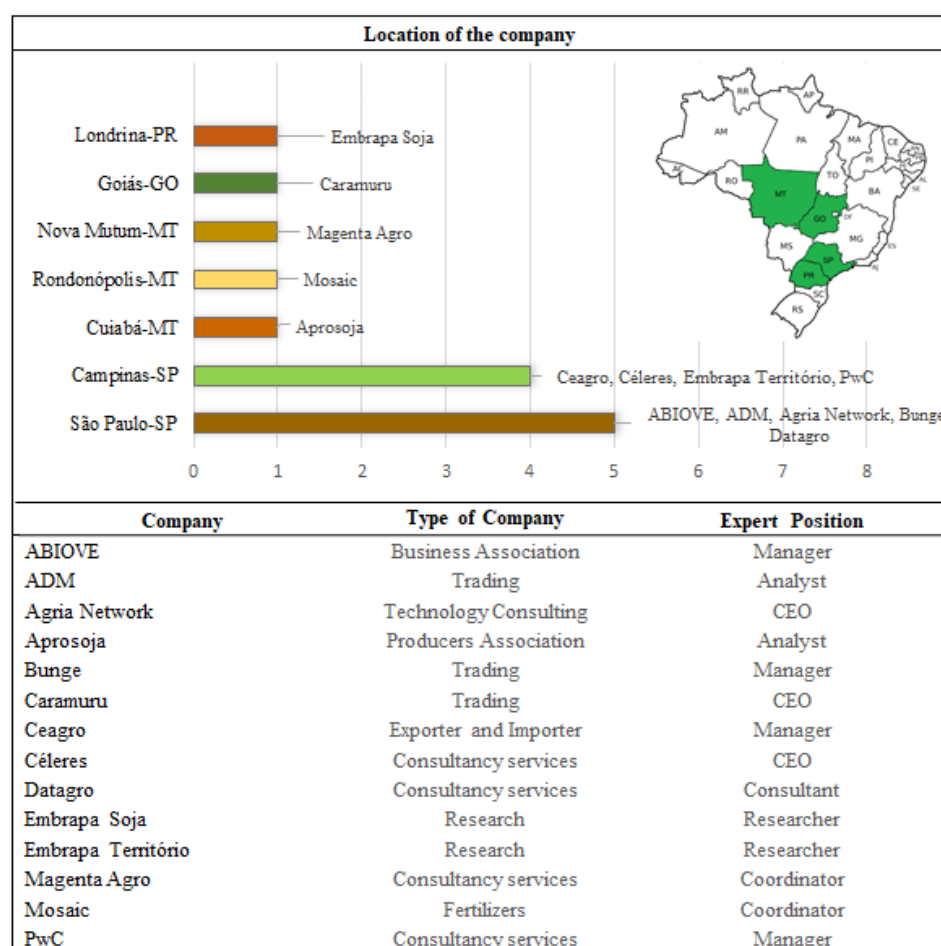 Location of the company
Londrina-PR
Embrapa Soja
Goiás-GO
Caramuru
Nova Mutum-MT
Magenta Agro
Rondonópolis-MT
Mosaic
Cuiabá-MT
Aprosoja
Campinas-SP
Ceagro, Céleres, Embrapa Território, PwC
São Paulo-SP
ABIOVE, ADM, Agria Network, Bunge
Datagro
0 1 2 3 4 5 6 7 8
RR
AP
AM
PA
MA
CE
PI
AC
RO
TO
AL
SE
BA
MT
GO
DF
MG
ES
MS
SP
RJ
PR
SC
RS
Company Type of Company Expert Position
ABIOVE Business Association Manager
ADM Trading Analyst
Agria Network Technology Consulting CEO
Aprosoja Producers Association Analyst
Bunge Trading Manager
Caramuru Trading CEO
Ceagro Exporter and Importer Manager
Céleres Consultancy services CEO
Datagro Consultancy services Consultant
Embrapa Soja Research Researcher
Embrapa Território Research Researcher
Magenta Agro Consultancy services Coordinator
Mosaic Fertilizers Coordinator
PwC Consultancy services Manager